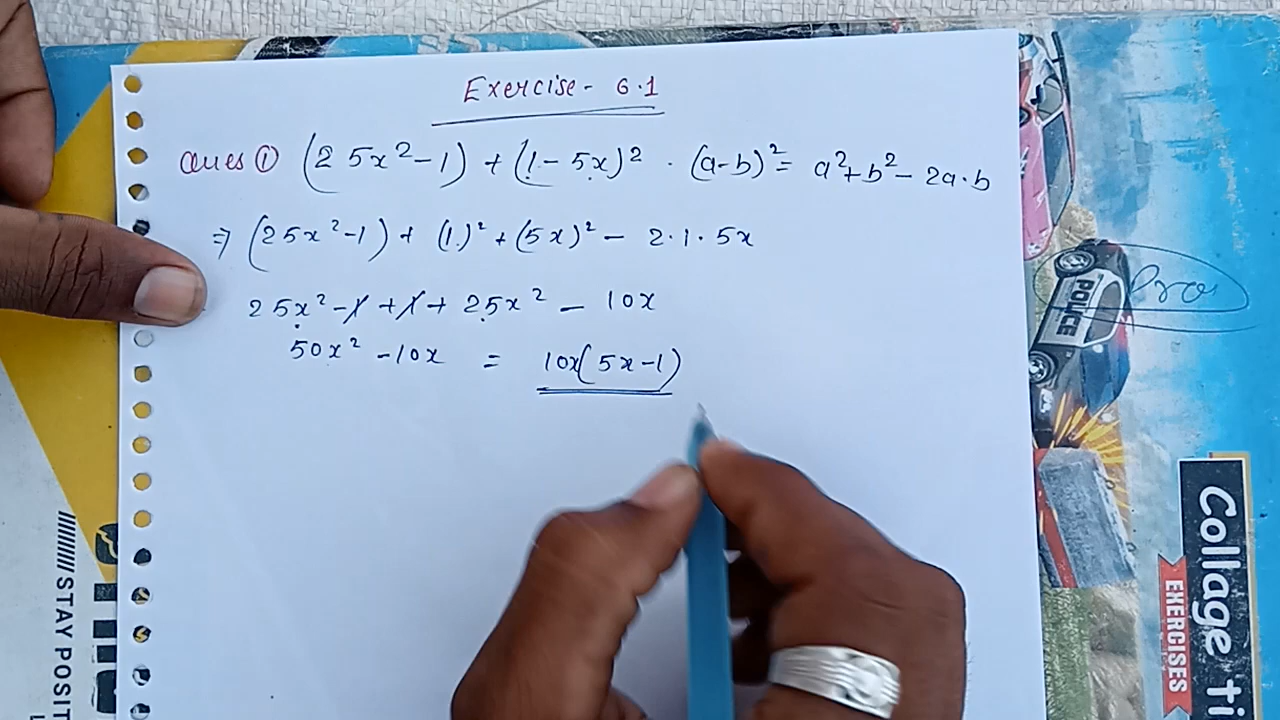 Exercise - 6.1
Ques ① (25x²-1) + (1-5x)² . (a-b)² = a²+b²-2a.b
⇒ (25x²-1) + (1)² + (5x)² - 2.1.5x
25x² - 1 + 1 + 25x² - 10x
50x² - 10x = 10x(5x-1)
Pro
POLICE
Collage ti
EXERCISES
STAY POSIT